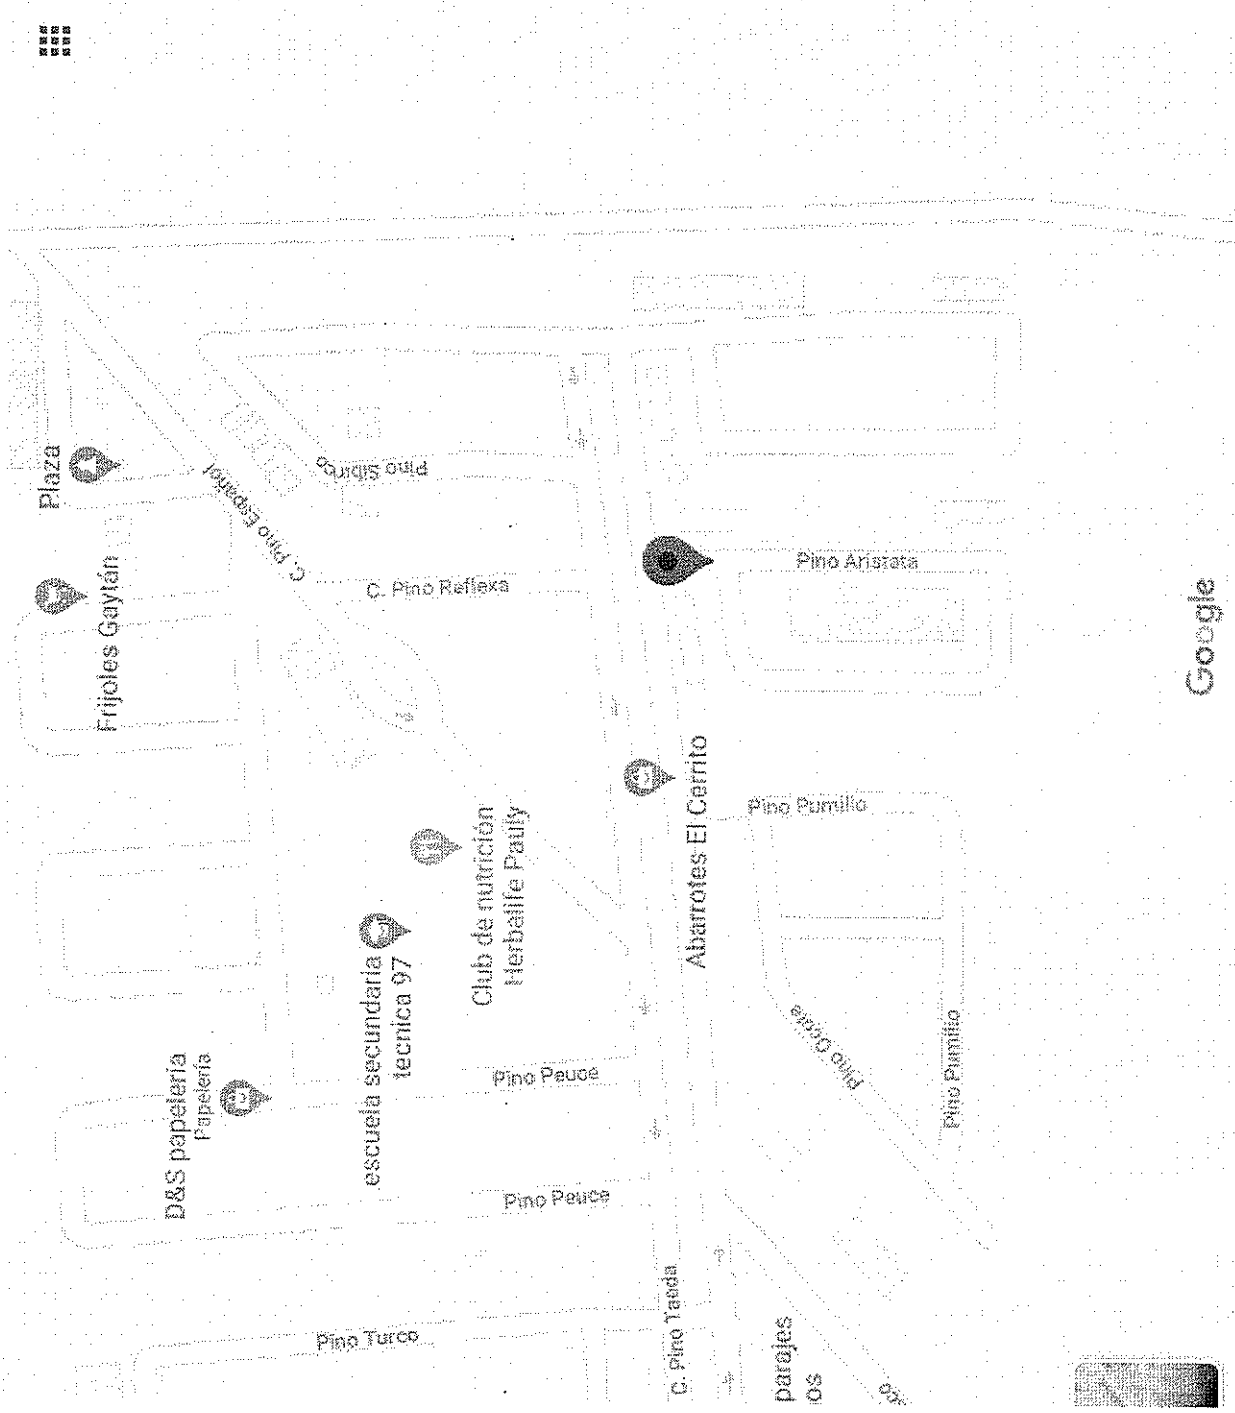 Plaza
Frijoles Gaytán
C. Pino Español
Pino Sibirico
C. Pino Reflexa
Pino Aristata
Google
Club de nutrición
Herbalife Pauly
Abarrotes El Cerrito
Pino Pumilio
escuela secundaria
tecnica 97
D&S papelería
Papelería
Pino Peuce
Pino Peuce
Pino Ocote
Pino Pumilio
Pino Turco
C. Pino Taeda
parajes
os